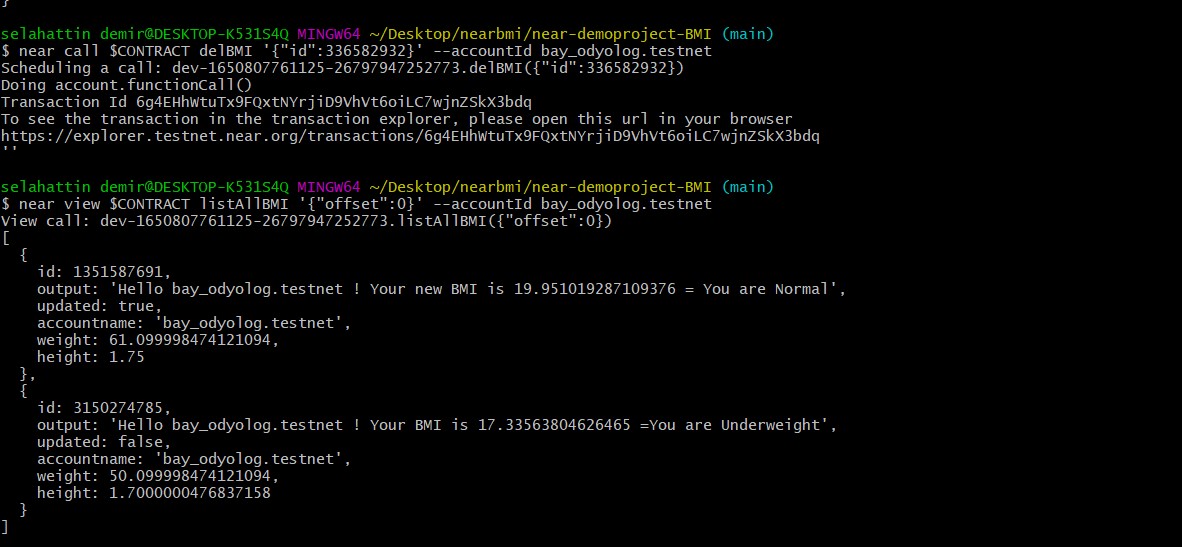 }
selahattin demir@DESKTOP-K531S4Q MINGW64 ~/Desktop/nearbmi/near-demoproject-BMI (main)
$ near call $CONTRACT delBMI '{"id":336582932}' --accountId bay_odyolog.testnet
Scheduling a call: dev-1650807761125-26797947252773.delBMI({"id":336582932})
Doing account.functionCall()
Transaction Id 6g4EHhWtuTx9FQxtNYrjiD9VhVt6oiLC7wjnZSkX3bdq
To see the transaction in the transaction explorer, please open this url in your browser
https://explorer.testnet.near.org/transactions/6g4EHhWtuTx9FQxtNYrjiD9VhVt6oiLC7wjnZSkX3bdq
''
selahattin demir@DESKTOP-K531S4Q MINGW64 ~/Desktop/nearbmi/near-demoproject-BMI (main)
$ near view $CONTRACT listAllBMI '{"offset":0}' --accountId bay_odyolog.testnet
View call: dev-1650807761125-26797947252773.listAllBMI({"offset":0})
[
  {
    id: 1351587691,
    output: 'Hello bay_odyolog.testnet ! Your new BMI is 19.951019287109376 = You are Normal',
    updated: true,
    accountname: 'bay_odyolog.testnet',
    weight: 61.099998474121094,
    height: 1.75
  },
  {
    id: 3150274785,
    output: 'Hello bay_odyolog.testnet ! Your BMI is 17.33563804626465 =You are Underweight',
    updated: false,
    accountname: 'bay_odyolog.testnet',
    weight: 50.099998474121094,
    height: 1.7000000476837158
  }
]